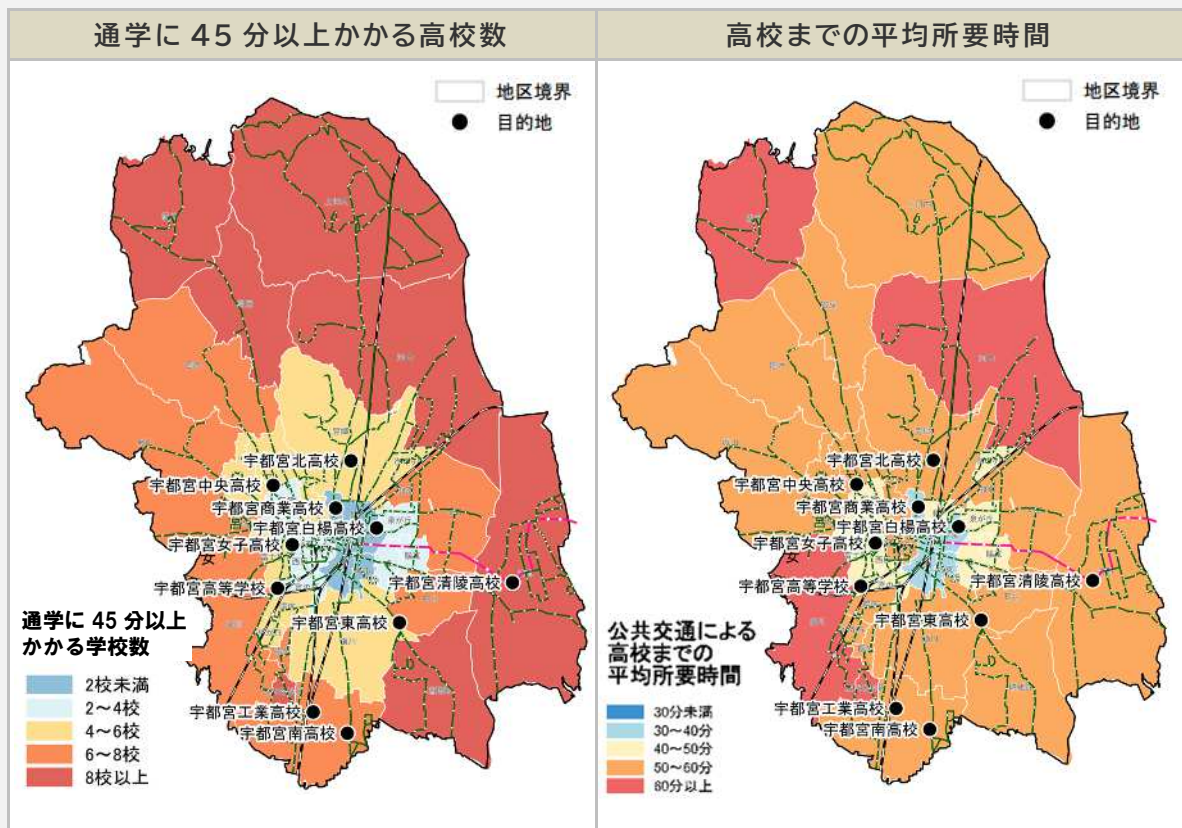 通学に 45 分以上かかる高校数
高校までの平均所要時間
地区境界
目的地
宇都宮北高校
宇都宮中央高校
宇都宮商業高校
宇都宮白楊高校
宇都宮女子高校
女
宇都宮高等学校
宇都宮清陵高校
宇都宮東高校
宇都宮工業高校
宇都宮南高校
通学に 45 分以上
かかる学校数
2校未満
2～4校
4～6校
6～8校
8校以上
地区境界
目的地
宇都宮北高校
宇都宮中央高校
宇都宮商業高校
宇都宮白楊高校
宇都宮女子高校
女
宇都宮高等学校
宇都宮清陵高校
宇都宮東高校
宇都宮工業高校
宇都宮南高校
公共交通による
高校までの
平均所要時間
30分未満
30～40分
40～50分
50～60分
60分以上